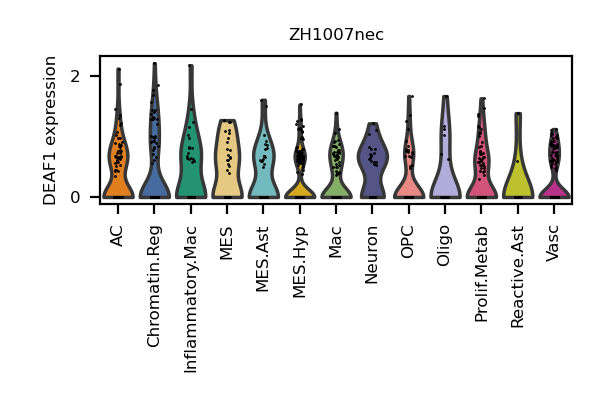 ZH1007nec
DEAF1 expression
2
0
AC
Chromatin.Reg
Inflammatory.Mac
MES
MES.Ast
MES.Hyp
Mac
Neuron
OPC
Oligo
Prolif.Metab
Reactive.Ast
Vasc